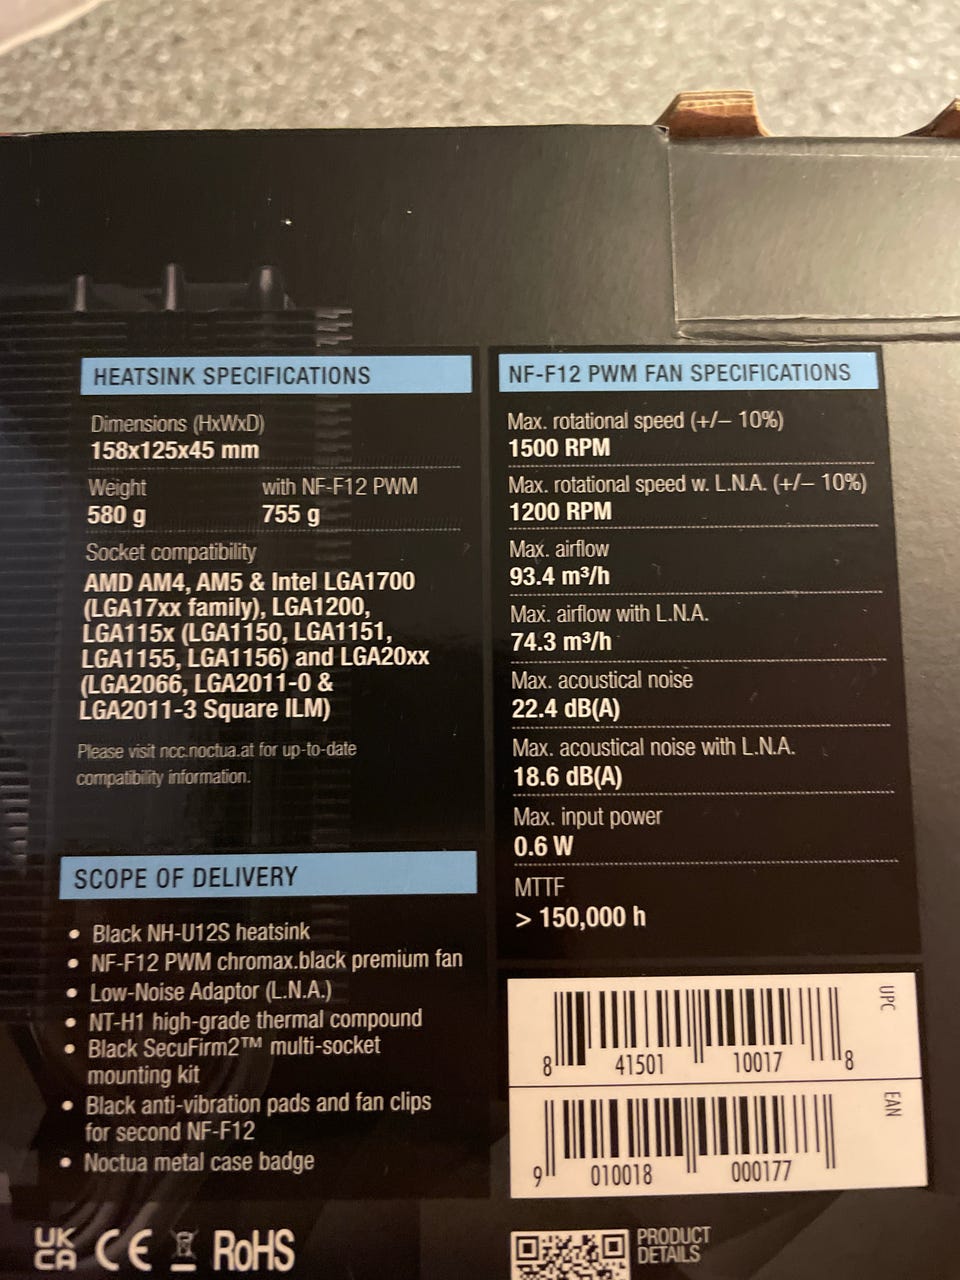 HEATSINK SPECIFICATIONS
Dimensions (HxWxD)
158x125x45 mm
Weight with NF-F12 PWM
580 g 755 g
Socket compatibility
AMD AM4, AM5 & Intel LGA1700
(LGA17xx family), LGA1200,
LGA115x (LGA1150, LGA1151,
LGA1155, LGA1156) and LGA20xx
(LGA2066, LGA2011-0 &
LGA2011-3 Square ILM)
Please visit ncc.noctua.at for up-to-date
compatibility information.
SCOPE OF DELIVERY
• Black NH-U12S heatsink
• NF-F12 PWM chromax.black premium fan
• Low-Noise Adaptor (L.N.A.)
• NT-H1 high-grade thermal compound
• Black SecuFirm2™ multi-socket
mounting kit
• Black anti-vibration pads and fan clips
for second NF-F12
• Noctua metal case badge
UK
CA CE RoHS
NF-F12 PWM FAN SPECIFICATIONS
Max. rotational speed (+/– 10%)
1500 RPM
Max. rotational speed w. L.N.A. (+/– 10%)
1200 RPM
Max. airflow
93.4 m³/h
Max. airflow with L.N.A.
74.3 m³/h
Max. acoustical noise
22.4 dB(A)
Max. acoustical noise with L.N.A.
18.6 dB(A)
Max. input power
0.6 W
MTTF
> 150,000 h
UPC
8 41501 10017 8
EAN
9 010018 000177
PRODUCT
DETAILS